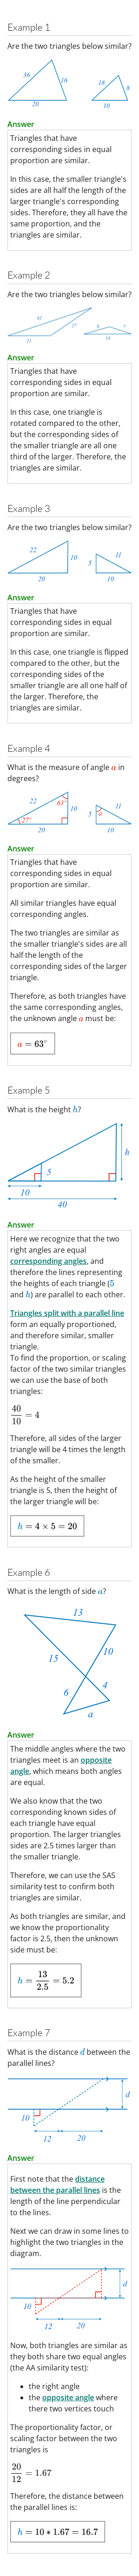 Example 1
Are the two triangles below similar?
36
16
20
18
8
10
Answer
Triangles that have
corresponding sides in equal
proportion are similar.
In this case, the smaller triangle's
sides are all half the length of the
larger triangle's corresponding
sides. Therefore, they all have the
same proportion, and the
triangles are similar.
Example 2
Are the two triangles below similar?
42
27
21
9
7
14
Answer
Triangles that have
corresponding sides in equal
proportion are similar.
In this case, one triangle is
rotated compared to the other,
but the corresponding sides of
the smaller triangle are all one
third of the larger. Therefore, the
triangles are similar.
Example 3
Are the two triangles below similar?
22
10
20
11
5
10
Answer
Triangles that have
corresponding sides in equal
proportion are similar.
In this case, one triangle is flipped
compared to the other, but the
corresponding sides of the
smaller triangle are all one half of
the larger. Therefore, the
triangles are similar.
Example 4
What is the measure of angle a in
degrees?
22
63°
10
27°
20
11
5
a
10
Answer
Triangles that have
corresponding sides in equal
proportion are similar.
All similar triangles have equal
corresponding angles.
The two triangles are similar as
the smaller triangle's sides are all
half the length of the
corresponding sides of the larger
triangle.
Therefore, as both triangles have
the same corresponding angles,
the unknown angle a must be:
a = 63°
Example 5
What is the height h?
h
5
10
40
Answer
Here we recognize that the two
right angles are equal
corresponding angles, and
therefore the lines representing
the heights of each triangle (5
and h) are parallel to each other.
Triangles split with a parallel line
form an equally proportioned,
and therefore, similar, smaller
triangle.
To find the proportion, or scaling
factor of the two similar triangles
we can use the base of both
triangles:
40
10 = 4
Therefore, all sides of the larger
triangle will be 4 times the length
of the smaller.
As the height of the smaller
triangle is 5, then the height of
the larger triangle will be:
h = 4 × 5 = 20
Example 6
What is the length of side a?
13
15
10
6
4
a
Answer
The middle angles where the two
triangles meet is an opposite
angle, which means both angles
are equal.
We also know that the two
corresponding known sides of
each triangle have equal
proportion. The larger triangles
sides are 2.5 times larger than
the smaller triangle.
Therefore, we can use the SAS
similarity test to confirm both
triangles are similar.
As both triangles are similar, and
we know the proportionality
factor is 2.5, then the unknown
side must be:
h = 13/2.5 = 5.2
Example 7
What is the distance d between the
parallel lines?
d
10
12
20
Answer
First note that the distance
between the parallel lines is the
length of the line perpendicular
to the lines.
Next we can draw in some lines to
highlight the two triangles in the
diagram.
d
10
12
20
Now, both triangles are similar as
they both share two equal angles
(the AA similarity test):
• the right angle
• the opposite angle where
there two vertices touch
The proportionality factor, or
scaling factor between the two
triangles is
20
12 = 1.67
Therefore, the distance between
the parallel lines is:
h = 10 * 1.67 = 16.7